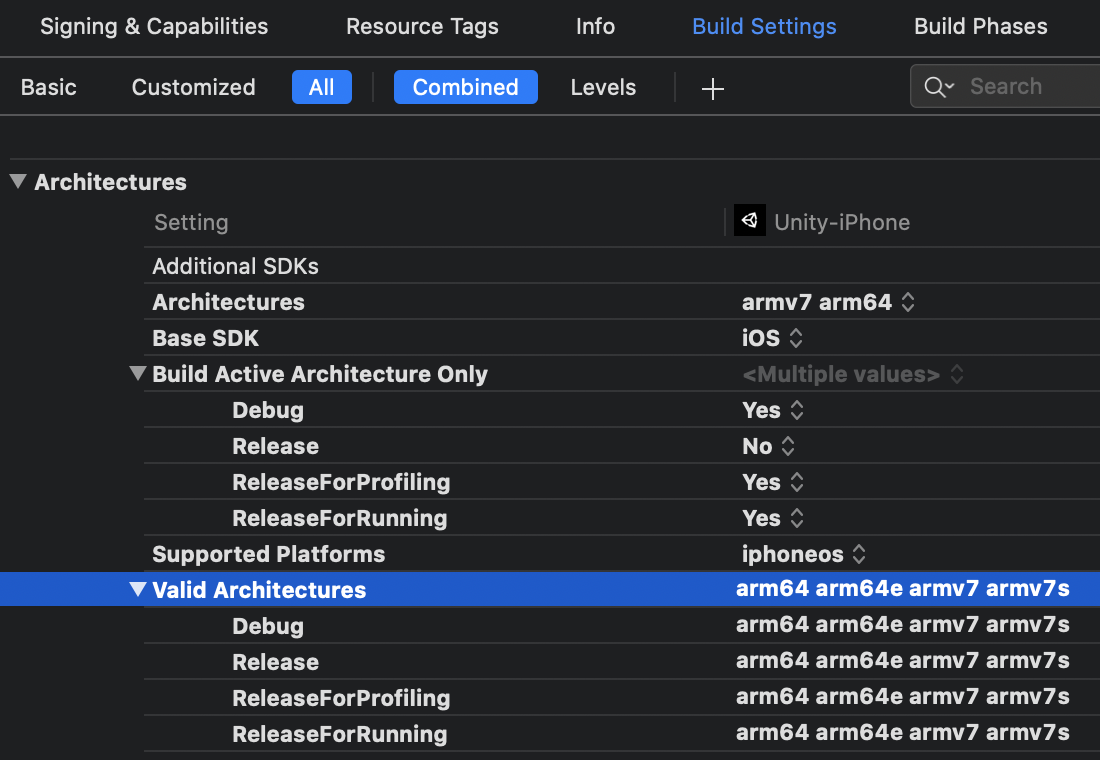 Signing & Capabilities Resource Tags Info Build Settings Build Phases
Basic Customized All Combined Levels Search
Architectures
Setting Unity-iPhone
Additional SDKs
Architectures armv7 arm64
Base SDK iOS
Build Active Architecture Only <Multiple values>
Debug Yes
Release No
ReleaseForProfiling Yes
ReleaseForRunning Yes
Supported Platforms iphoneos
Valid Architectures arm64 arm64e armv7 armv7s
Debug arm64 arm64e armv7 armv7s
Release arm64 arm64e armv7 armv7s
ReleaseForProfiling arm64 arm64e armv7 armv7s
ReleaseForRunning arm64 arm64e armv7 armv7s